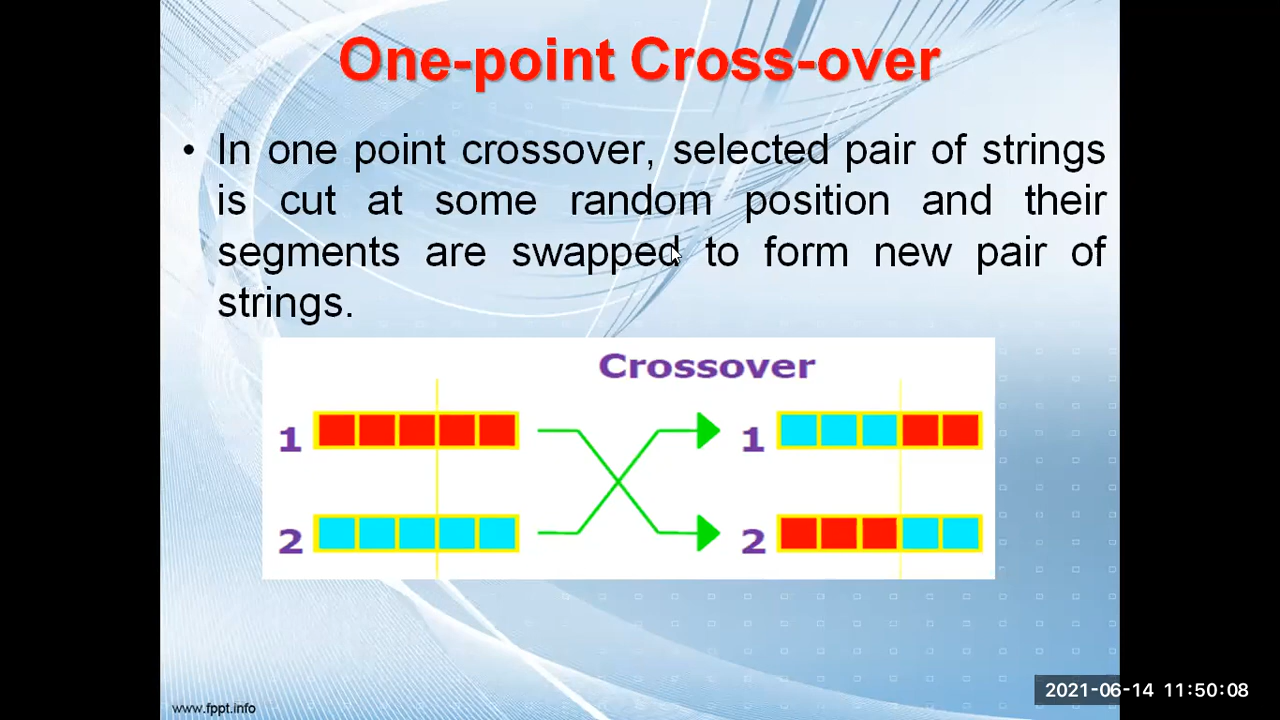 One-point Cross-over
• In one point crossover, selected pair of strings
is cut at some random position and their
segments are swapped to form new pair of
strings.
Crossover
1 1
2 2
www.fppt.info
2021-06-14 11:50:08